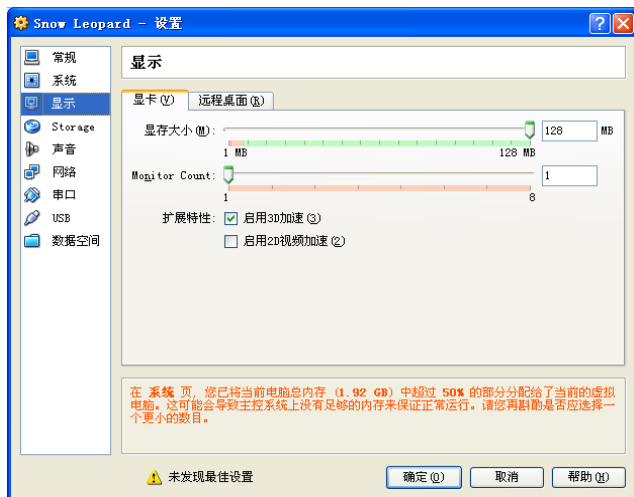 Snow Leopard - 设置
常规
系统
显示
Storage
声音
网络
串口
USB
数据空间
显示
显卡(V) 远程桌面(R)
显存大小(M): 128 MB
1 MB 128 MB
Monitor Count: 1
1 8
扩展特性: 启用3D加速(3)
启用2D视频加速(2)
在 系统 页, 您已将当前电脑总内存 (1.92 GB) 中超过 50% 的部分分配给了当前的虚拟
电脑。这可能会导致主控系统上没有足够的内存来保证正常运行。请您再斟酌是否应选择一
个更小的数目。
未发现最佳设置
确定(O) 取消 帮助(H)